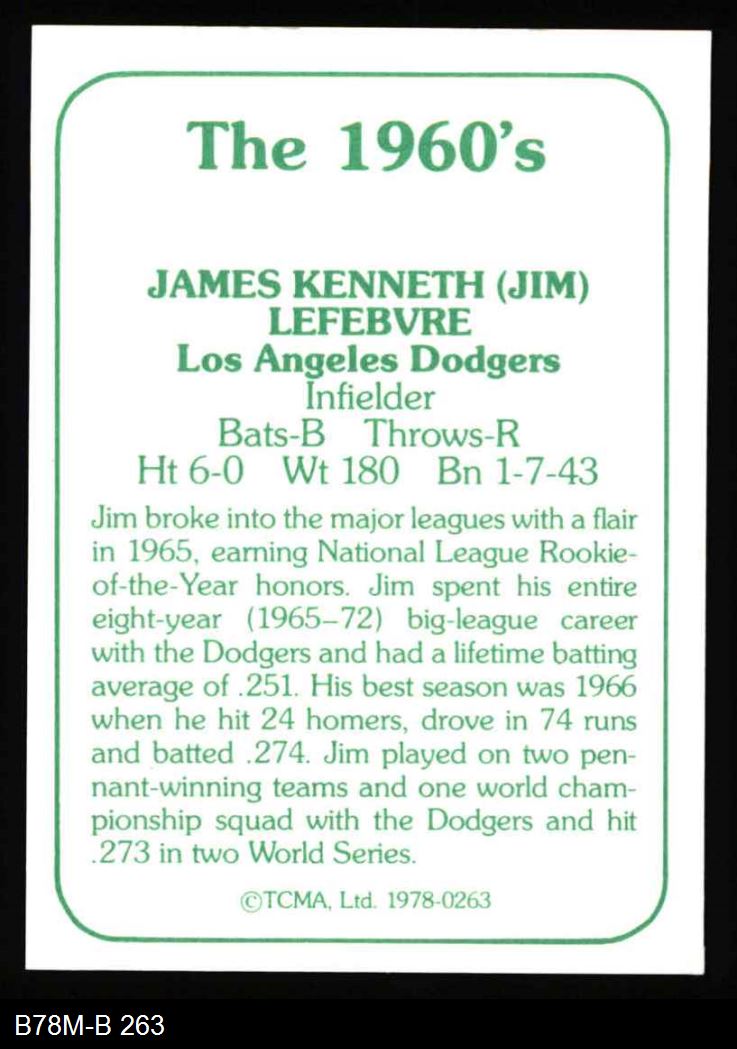 The 1960's
JAMES KENNETH (JIM)
LEFEBVRE
Los Angeles Dodgers
Infielder
Bats-B Throws-R
Ht 6-0 Wt 180 Bn 1-7-43
Jim broke into the major leagues with a flair
in 1965, earning National League Rookie-
of-the-Year honors. Jim spent his entire
eight-year (1965–72) big-league career
with the Dodgers and had a lifetime batting
average of .251. His best season was 1966
when he hit 24 homers, drove in 74 runs
and batted .274. Jim played on two pen-
nant-winning teams and one world cham-
pionship squad with the Dodgers and hit
.273 in two World Series.
©TCMA, Ltd. 1978-0263
B78M-B 263